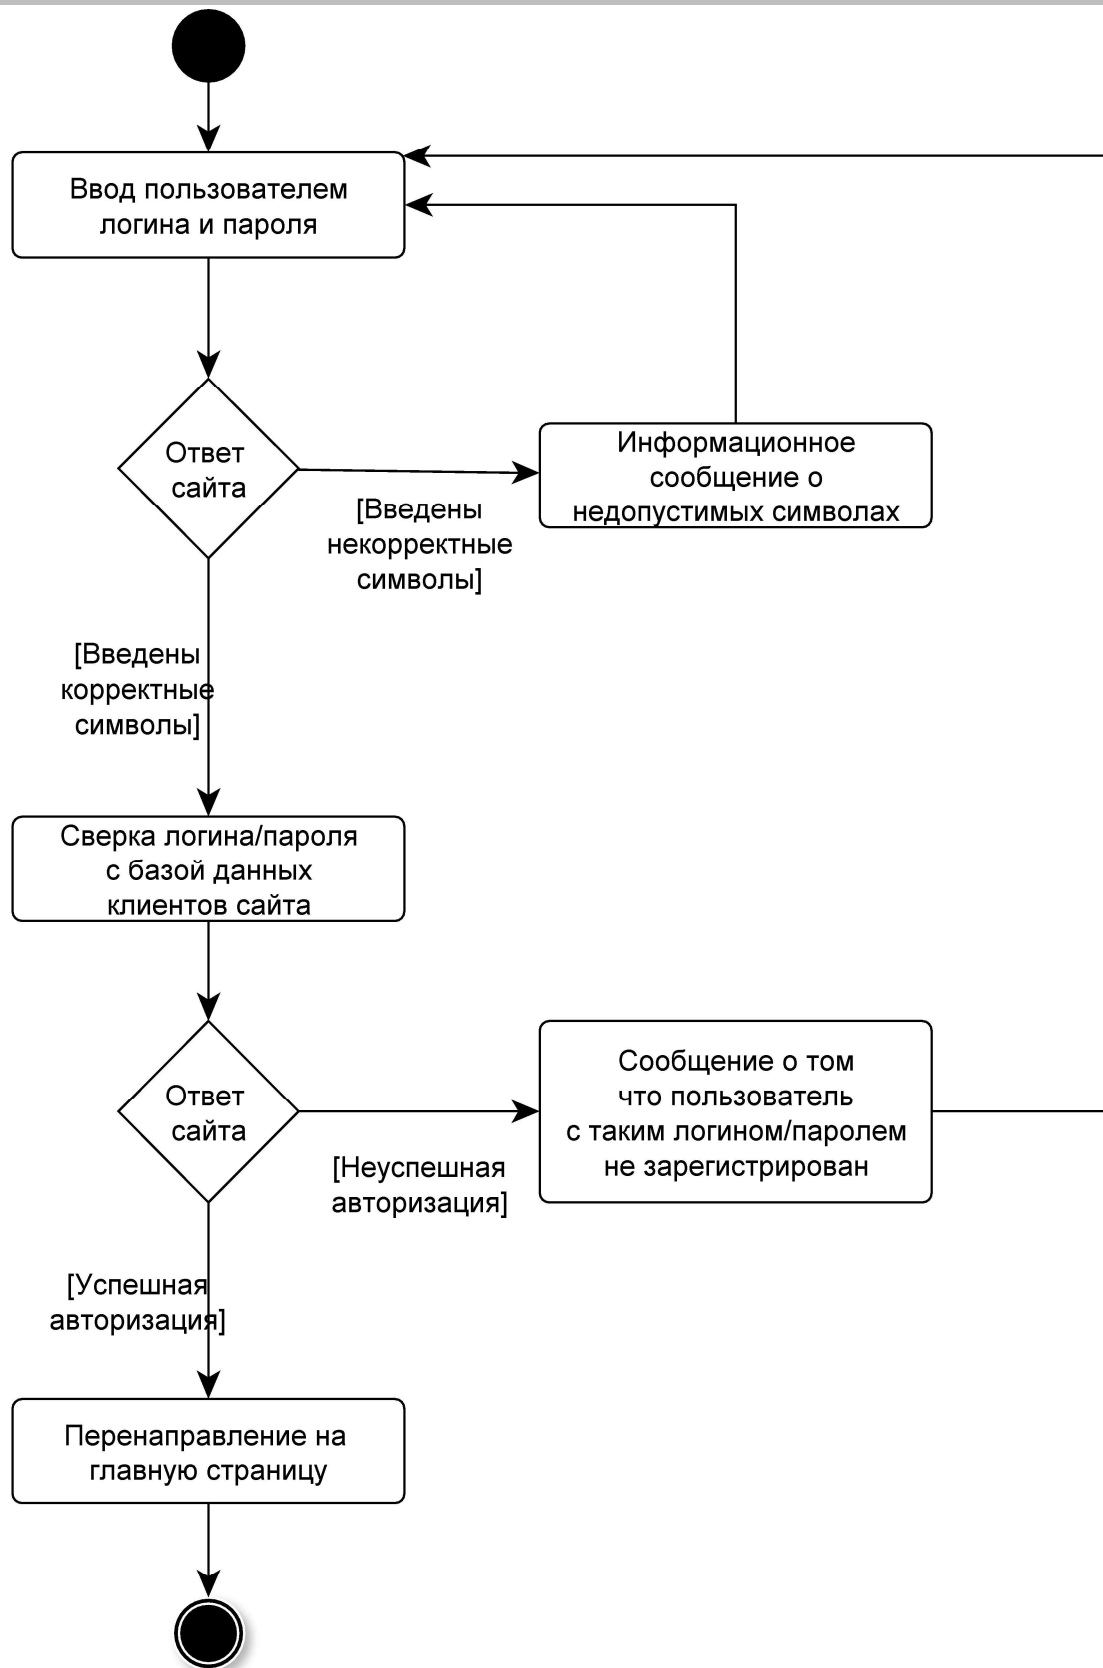 Ввод пользователем
логина и пароля
Ответ
сайта
Информационное
сообщение о
недопустимых символах
[Введены
некорректные
символы]
[Введены
корректные
символы]
Сверка логина/пароля
с базой данных
клиентов сайта
Ответ
сайта
Сообщение о том
что пользователь
с таким логином/паролем
не зарегистрирован
[Неуспешная
авторизация]
[Успешная
авторизация]
Перенаправление на
главную страницу